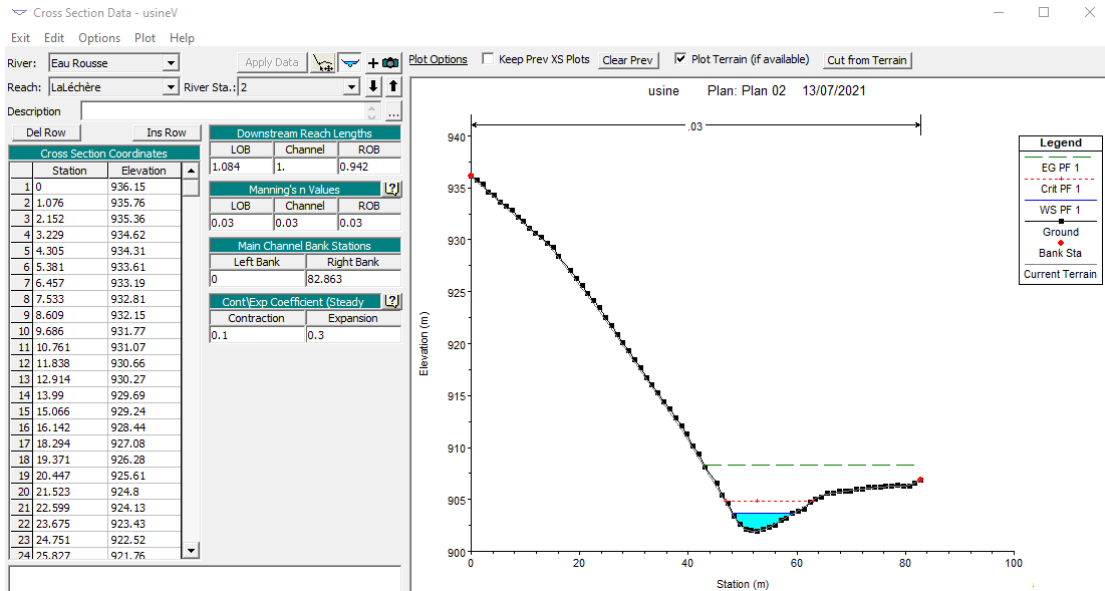 Cross Section Data - usineV
Exit Edit Options Plot Help
River: Eau Rousse Apply Data Plot Options Keep Prev XS Plots Clear Prev Plot Terrain (if available) Cut from Terrain
Reach: LaLéchère River Sta.: 2
Description ...
Del Row Ins Row
Cross Section Coordinates
Station Elevation
1 0 936.15
2 1.076 935.76
3 2.152 935.36
4 3.229 934.62
5 4.305 934.31
6 5.381 933.61
7 6.457 933.19
8 7.533 932.81
9 8.609 932.15
10 9.686 931.77
11 10.761 931.07
12 11.838 930.66
13 12.914 930.27
14 13.99 929.69
15 15.066 929.24
16 16.142 928.44
17 18.294 927.08
18 19.371 926.28
19 20.447 925.61
20 21.523 924.8
21 22.599 924.13
22 23.675 923.43
23 24.751 922.52
24 25.827 921.76
Downstream Reach Lengths
LOB Channel ROB
1.084 1. 0.942
Manning's n Values
LOB Channel ROB
0.03 0.03 0.03
Main Channel Bank Stations
Left Bank Right Bank
0 82.863
Cont\Exp Coefficient (Steady
Contraction Expansion
0.1 0.3
usine Plan: Plan 02 13/07/2021
.03
940
935
930
925
920
915
910
905
900
Elevation (m)
0 20 40 60 80 100
Station (m)
Legend
EG PF 1
Crit PF 1
WS PF 1
Ground
Bank Sta
Current Terrain